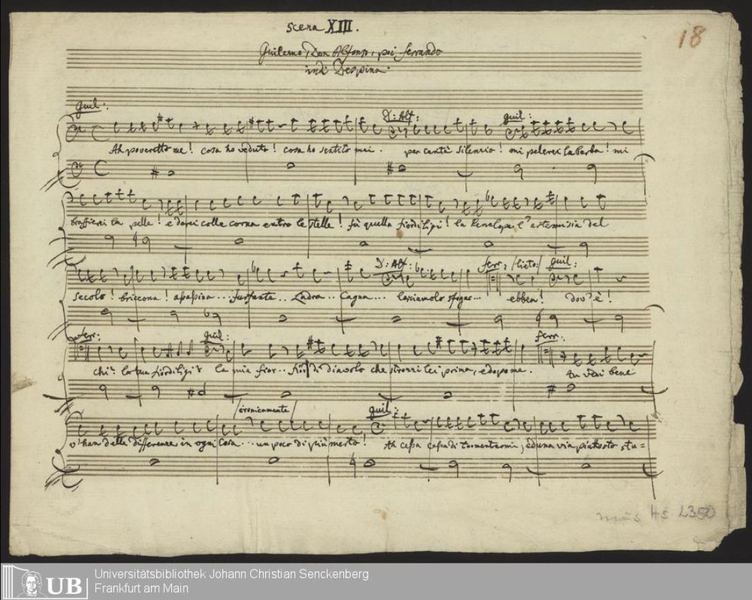 scena XIII.
18
Guilelmo, Don Alfonso, poi ferrando
indi Despina.
Guil:
D: Alf:
guil:
Ah poveretto me! cosa ho veduto! cosa ho sentito mai. per carità silenzio! mi pelerei la barba! mi
graffierei la pelle! e darei colle corna entro le stelle! fu quella fiordiligi! la Penelope, l'artemisia del
D: Alf:
ferr:
/lieto/
guil:
secolo! briccona! assassina... furfante... Ladra... Cagna... lasciamolo sfogar... ebben! dov'è!
ferr:
guil:
ferr:
chi? la tua fiordiligi? la mia fior... fior di diavolo che strozzi lei prima, e dopo me. tu vedi bene
/ironicamente/
guil:
v'han delle differenze in ogni cosa... un poco di più merto! Ah cessa cessa di tormentarmi, ed una via piuttosto stu=
Hs L350
UB
Universitätsbibliothek Johann Christian Senckenberg
Frankfurt am Main